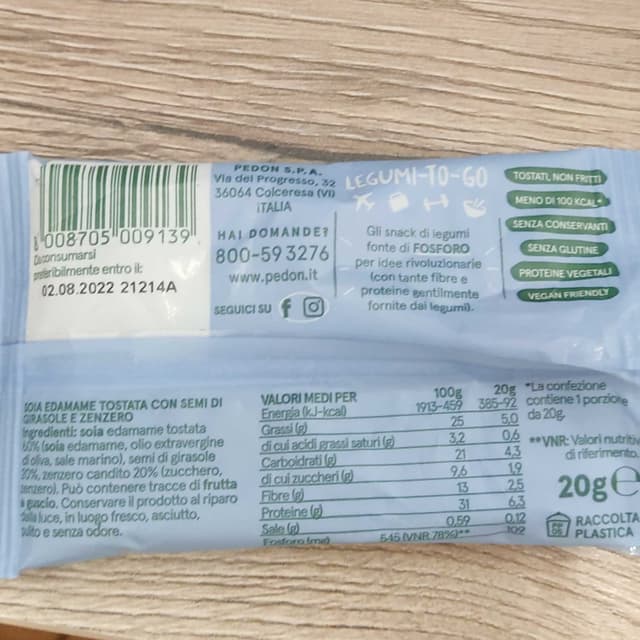 8 008705 009139
Da consumarsi
preferibilmente entro il:
02.08.2022 21214A
PEDON S.P.A.
Via del Progresso, 32
36064 Colceresa (VI)
ITALIA
HAI DOMANDE?
800-59 3276
www.pedon.it
SEGUICI SU
LEGUMI-TO-GO
Gli snack di legumi
fonte di FOSFORO
per idee rivoluzionarie
(con tante fibre e
proteine gentilmente
fornite dai legumi).
TOSTATI, NON FRITTI
MENO DI 100 KCAL*
SENZA CONSERVANTI
SENZA GLUTINE
PROTEINE VEGETALI
VEGAN FRIENDLY
SOIA EDAMAME TOSTATA CON SEMI DI
GIRASOLE E ZENZERO
Ingredienti: soia edamame tostata
60% (soia edamame, olio extravergine
d'oliva, sale marino), semi di girasole
zenzero candito 20% (zucchero,
zenzero). Può contenere tracce di frutta
a guscio. Conservare il prodotto al riparo
dalla luce, in luogo fresco, asciutto,
pulito e senza odore.
VALORI MEDI PER 100g 20g
Energia (kJ-kcal) 1913-459 385-92
Grassi (g) 25 5,0
di cui acidi grassi saturi (g) 3,2 0,6
Carboidrati (g) 21 4,3
di cui zuccheri (g) 9,6 1,9
Fibre (g) 13 2,5
Proteine (g) 31 6,3
Sale (g) 0,59 0,12
Fosforo (mg) 545 (VNR 78%)** 109
*La confezione
contiene 1 porzione
da 20g.
**VNR: Valori nutritivi
di riferimento.
20g℮
RACCOLTA
PLASTICA